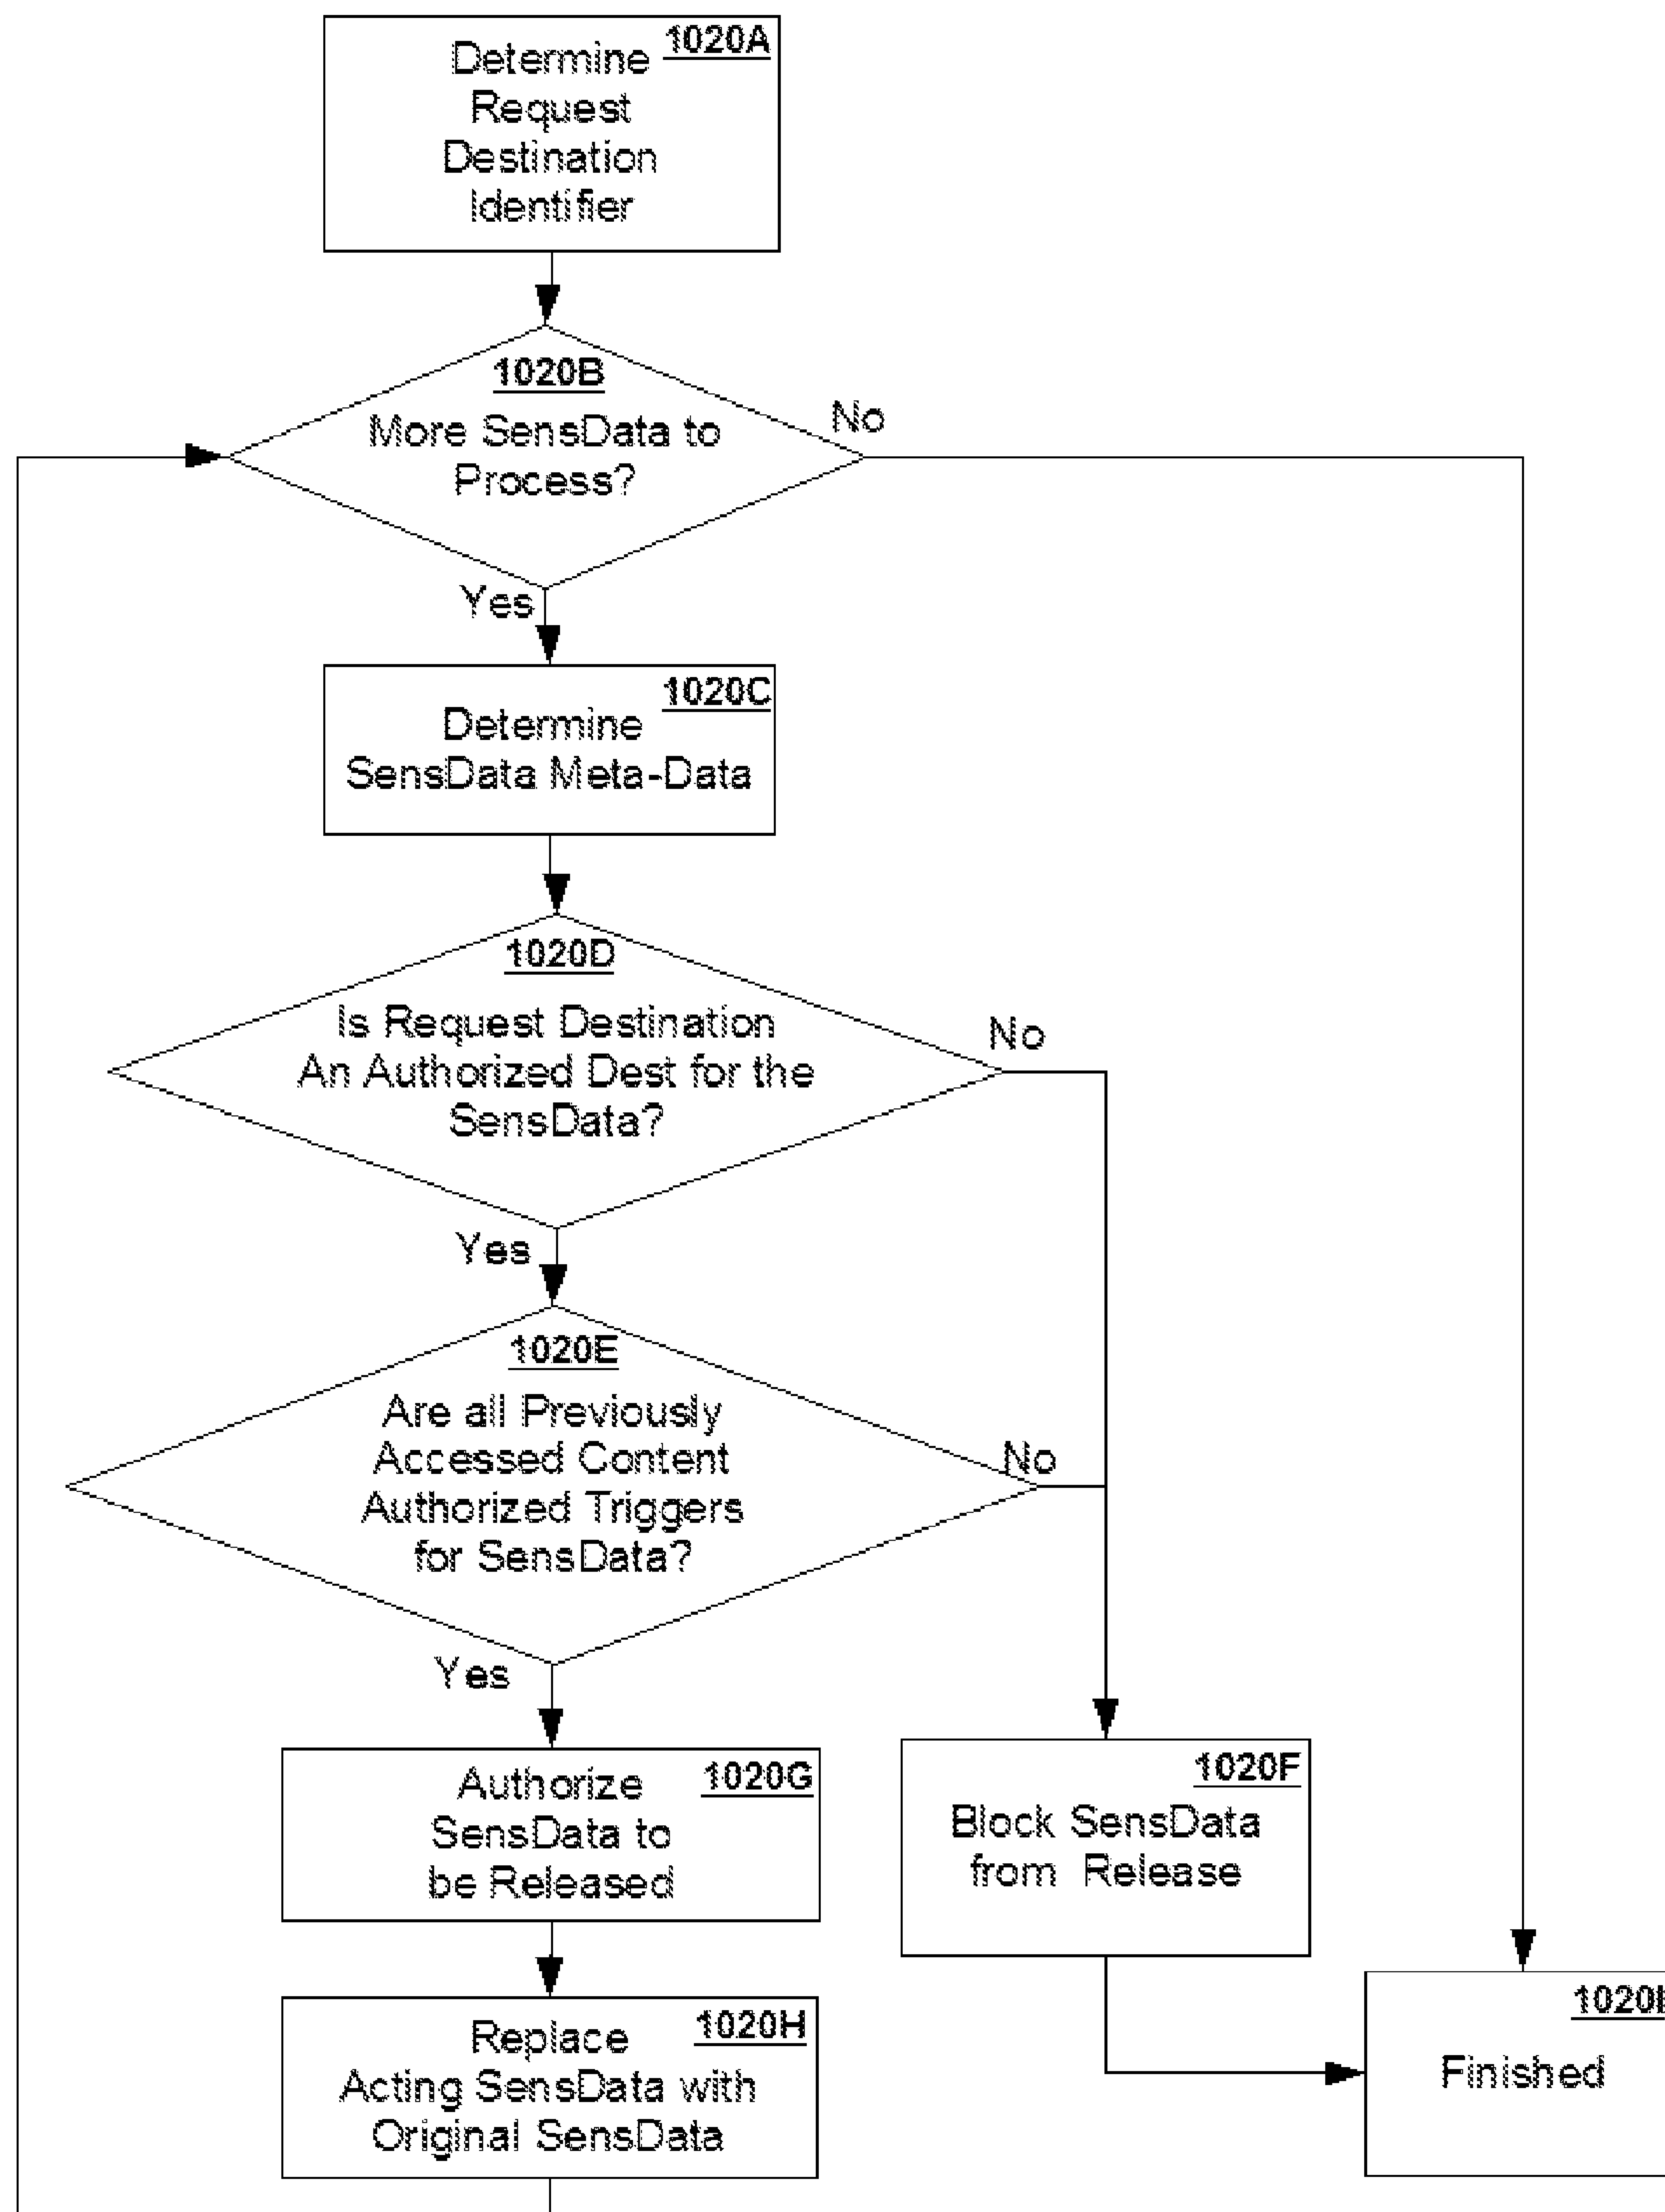 1020A
Determine
Request
Destination
Identifier
1020B
More SensData to
Process?
No
Yes
1020C
Determine
SensData Meta-Data
1020D
Is Request Destination
An Authorized Dest for the
SensData?
No
Yes
1020E
Are all Previously
Accessed Content
Authorized Triggers
for SensData?
No
Yes
1020G
Authorize
SensData to
be Released
1020F
Block SensData
from Release
1020H
Replace
Acting SensData with
Original SensData
Finished